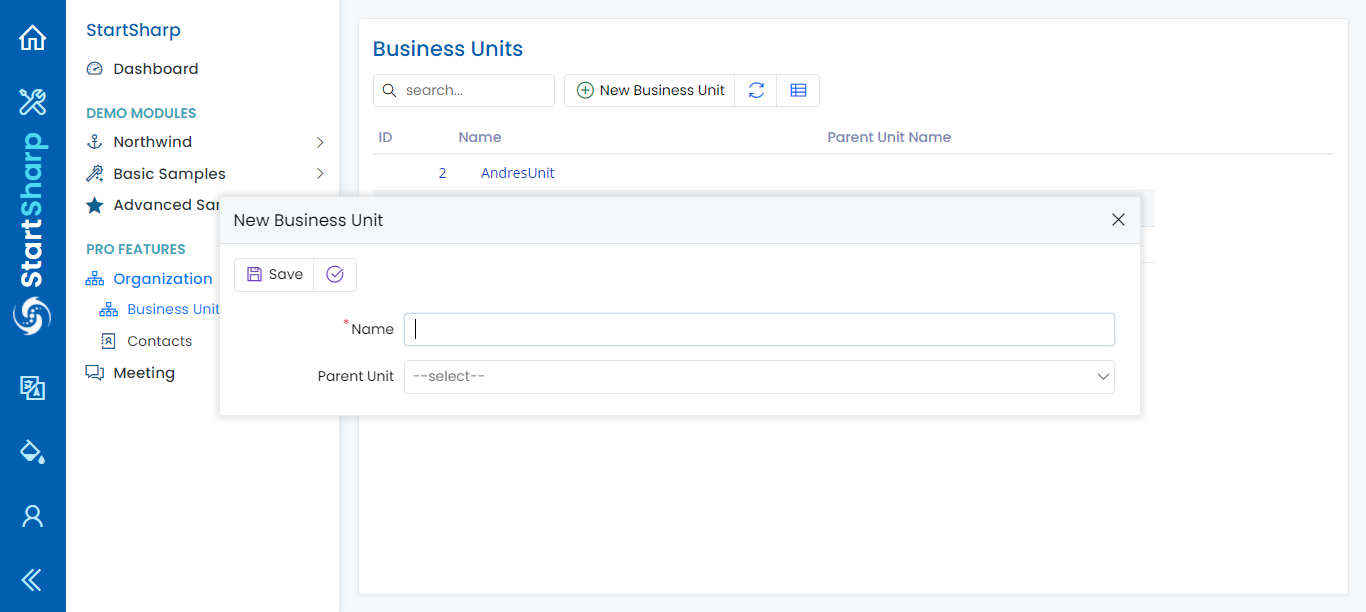 StartSharp
StartSharp
Dashboard
DEMO MODULES
Northwind
Basic Samples
Advanced Sa
PRO FEATURES
Organization
Business Unit
Contacts
Meeting
Business Units
search...
New Business Unit
ID Name Parent Unit Name
2 AndresUnit
New Business Unit
Save
*Name
Parent Unit --select--